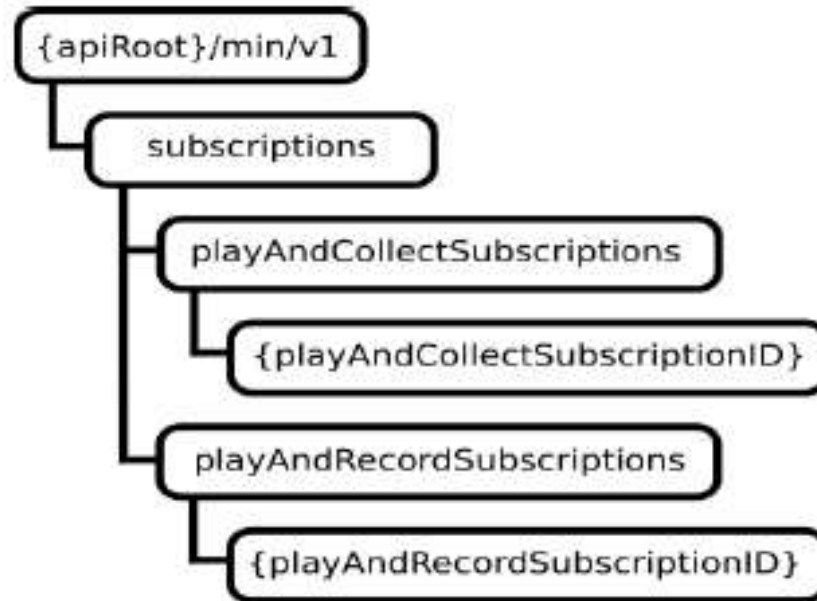 {apiRoot}/min/v1
subscriptions
playAndCollectSubscriptions
{playAndCollectSubscriptionID}
playAndRecordSubscriptions
{playAndRecordSubscriptionID}